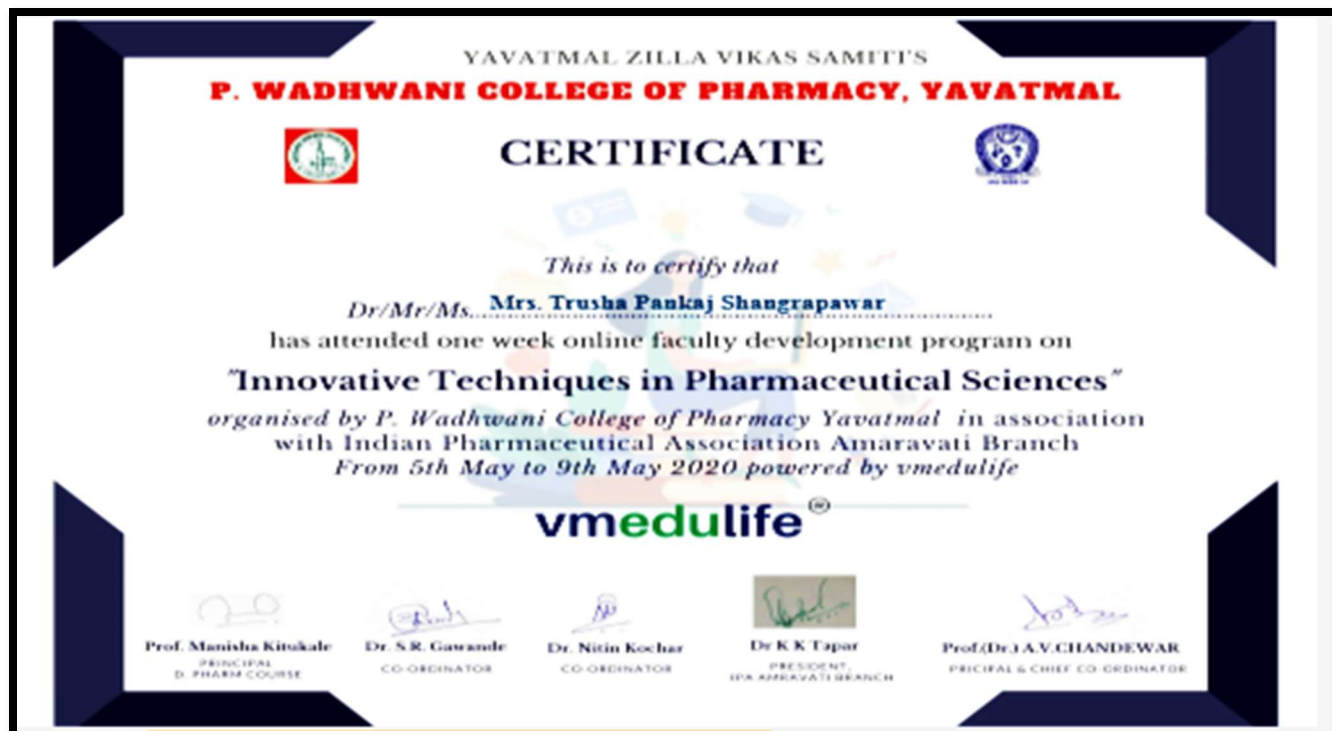 YAVATMAL ZILLA VIKAS SAMITI'S
P. WADHWANI COLLEGE OF PHARMACY, YAVATMAL
CERTIFICATE
This is to certify that
Dr/Mr/Ms. Mrs. Trusha Pankaj Shangrapawar
has attended one week online faculty development program on
"Innovative Techniques in Pharmaceutical Sciences"
organised by P. Wadhwani College of Pharmacy Yavatmal in association
with Indian Pharmaceutical Association Amaravati Branch
From 5th May to 9th May 2020 powered by vmedulife
vmedulife®
Prof. Manisha Kitukale Dr. S.R. Gawande Dr. Nitin Kochar Dr K K Tapar Prof.(Dr.) A.V.CHANDEWAR
PRINCIPAL CO-ORDINATOR CO-ORDINATOR PRESIDENT, PRICIPAL & CHIEF CO-ORDINATOR
D. PHARM COURSE IPA AMRAVATI BRANCH